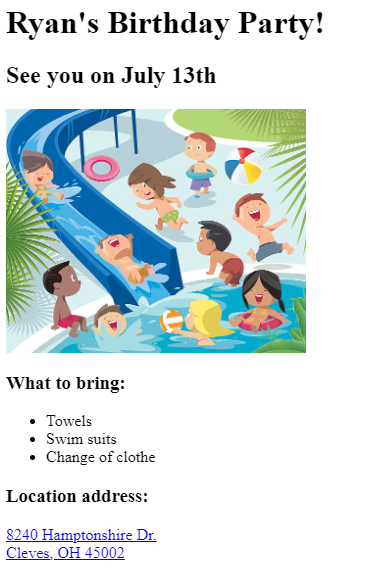 Ryan's Birthday Party!
See you on July 13th
What to bring:
Towels
Swim suits
Change of clothe
Location address:
8240 Hamptonshire Dr.
Cleves, OH 45002